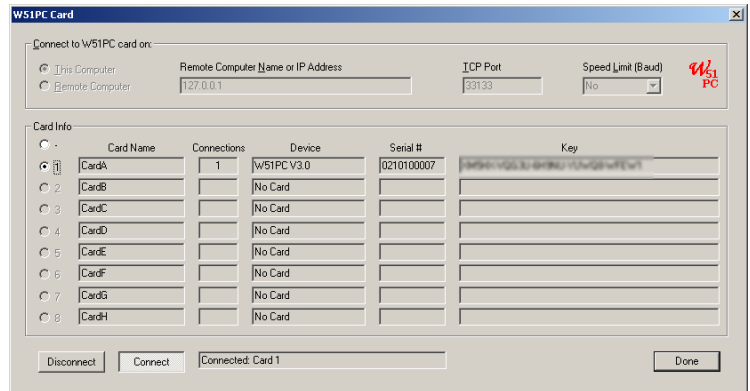 W51PC Card
Connect to W51PC card on:
This Computer
Remote Computer
Remote Computer Name or IP Address
127.0.0.1
TCP Port
33133
Speed Limit (Baud)
No
W51
PC
Card Info
-
Card Name Connections Device Serial # Key
1 CardA 1 W51PC V3.0 0210100007
2 CardB No Card
3 CardC No Card
4 CardD No Card
5 CardE No Card
6 CardF No Card
7 CardG No Card
8 CardH No Card
Disconnect Connect Connected: Card 1 Done